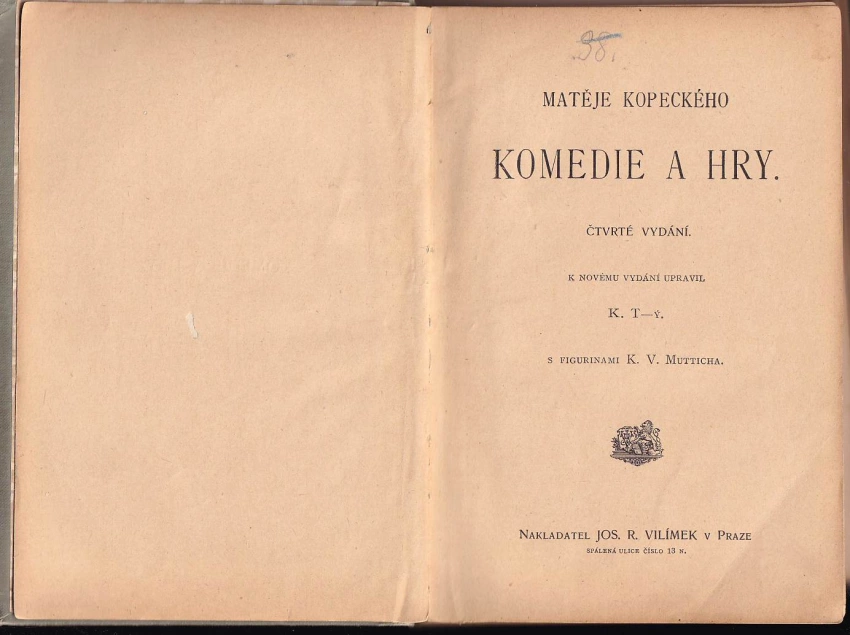 98.
MATĚJE KOPECKÉHO
KOMEDIE A HRY.
ČTVRTÉ VYDÁNÍ.
K NOVÉMU VYDÁNÍ UPRAVIL
K. T—Ý.
S FIGURINAMI K. V. MUTTICHA.
NAKLADATEL JOS. R. VILÍMEK V PRAZE
SPÁLENÁ ULICE ČÍSLO 13 N.